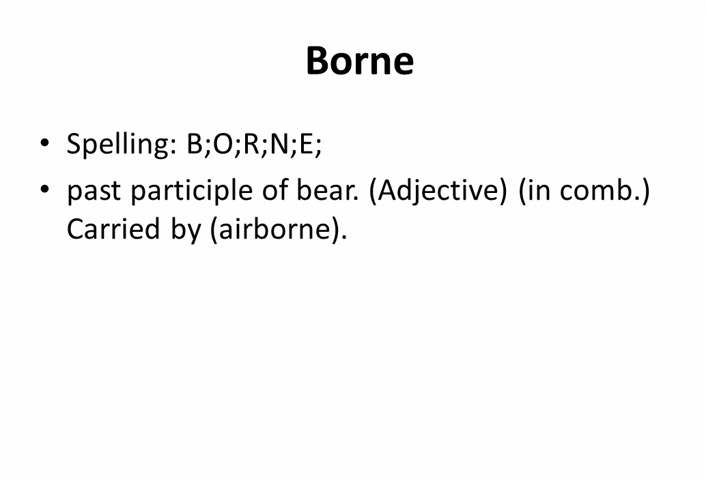 Borne
• Spelling: B;O;R;N;E;
• past participle of bear. (Adjective) (in comb.)
Carried by (airborne).